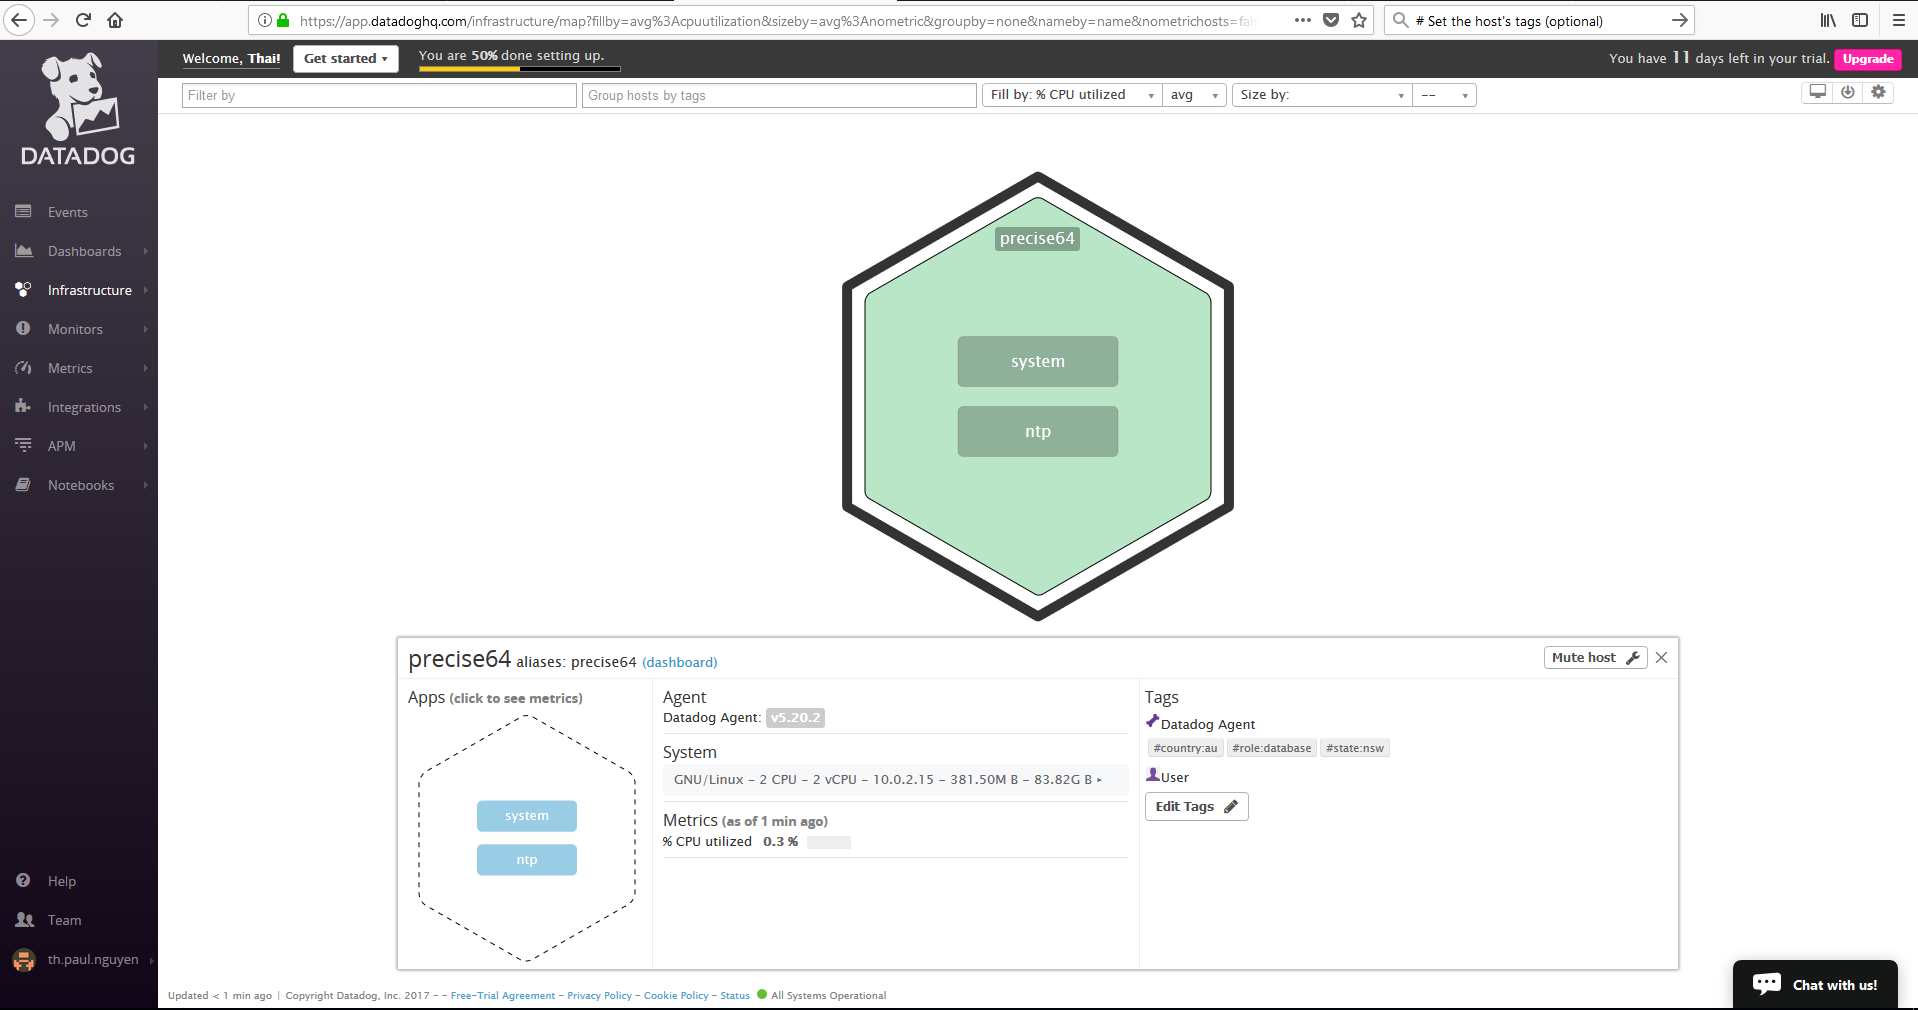 https://app.datadoghq.com/infrastructure/map?fillby=avg%3Acpuutilization&sizeby=avg%3Anometric&groupby=none&nameby=name&nometrichosts=fal
# Set the host's tags (optional)
DATADOG
Welcome, Thai!
Get started
You are 50% done setting up.
You have 11 days left in your trial.
Upgrade
Filter by
Group hosts by tags
Fill by: % CPU utilized
avg
Size by:
--
Events
Dashboards
Infrastructure
Monitors
Metrics
Integrations
APM
Notebooks
Help
Team
th.paul.nguyen
precise64
system
ntp
precise64 aliases: precise64 (dashboard)
Mute host
Apps (click to see metrics)
system
ntp
Agent
Datadog Agent: v5.20.2
System
GNU/Linux – 2 CPU – 2 vCPU – 10.0.2.15 – 381.50M B – 83.82G B
Metrics (as of 1 min ago)
% CPU utilized 0.3 %
Tags
Datadog Agent
#country:au #role:database #state:nsw
User
Edit Tags
Updated < 1 min ago | Copyright Datadog, Inc. 2017 – – Free-Trial Agreement – Privacy Policy – Cookie Policy – Status All Systems Operational
Chat with us!